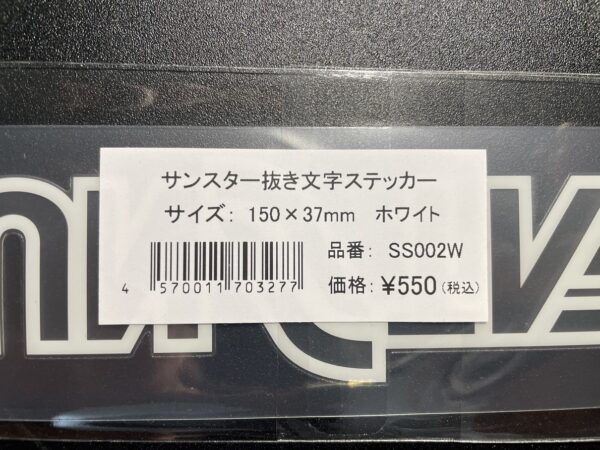 サンスター抜き文字ステッカー
サイズ: 150×37mm ホワイト
品番: SS002W
4 570011 703277
価格: ¥550(税込)